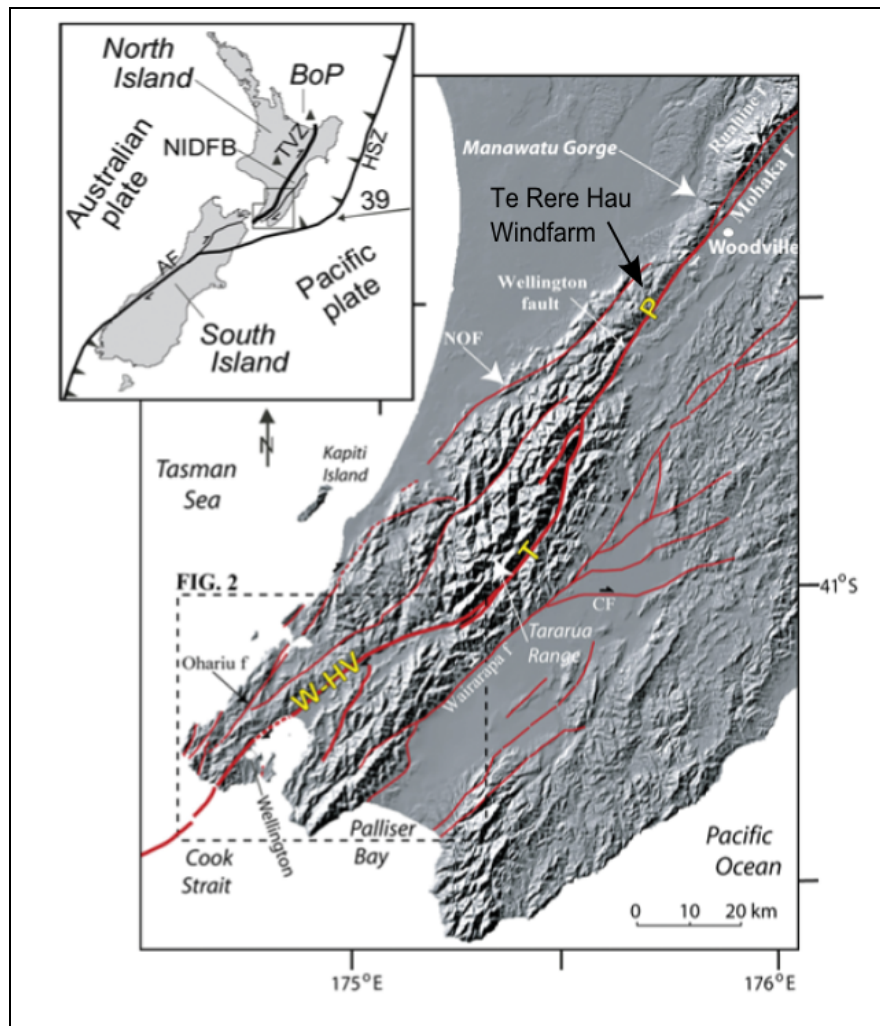 North
Island
BoP
NIDFB
TVZ
HSZ
Australian
plate
39
AF
Pacific
plate
South
Island
N
Ruahine f
Manawatu Gorge
Mohaka f
Te Rere Hau
Windfarm
Woodville
Wellington
fault
P
NOF
Kapiti
Island
Tasman
Sea
T
FIG. 2
41°S
CF
Tararua
Range
Ohariu f
W-HV
Wairarapa f
Wellington
Palliser
Bay
Pacific
Ocean
Cook
Strait
0 10 20 km
175°E
176°E